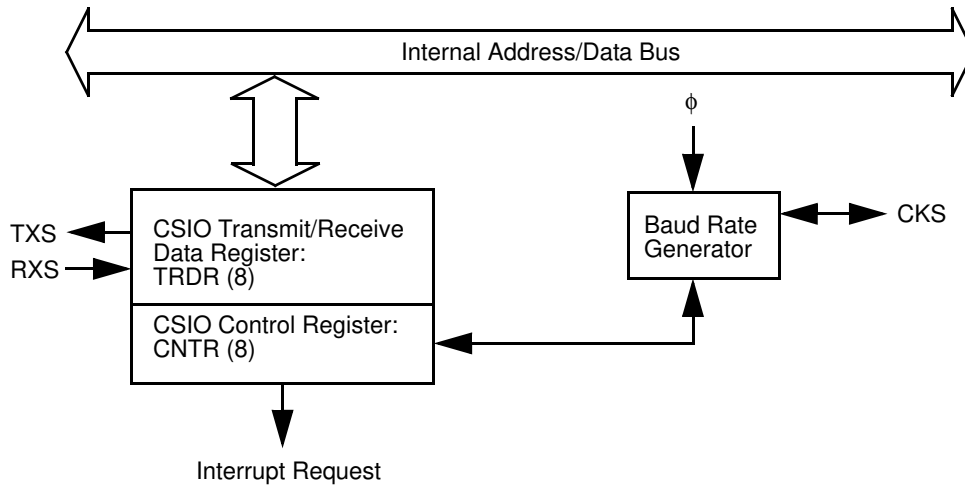 Internal Address/Data Bus
ϕ
TXS
RXS
CSIO Transmit/Receive
Data Register:
TRDR (8)
CSIO Control Register:
CNTR (8)
Baud Rate
Generator
CKS
Interrupt Request